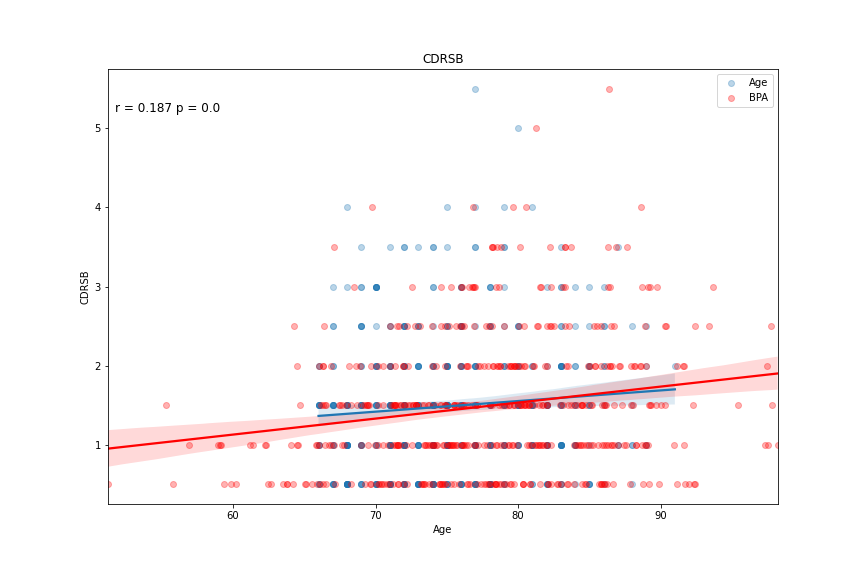 CDRSB
r = 0.187 p = 0.0
Age
BPA
5
4
3
2
1
CDRSB
60 70 80 90
Age